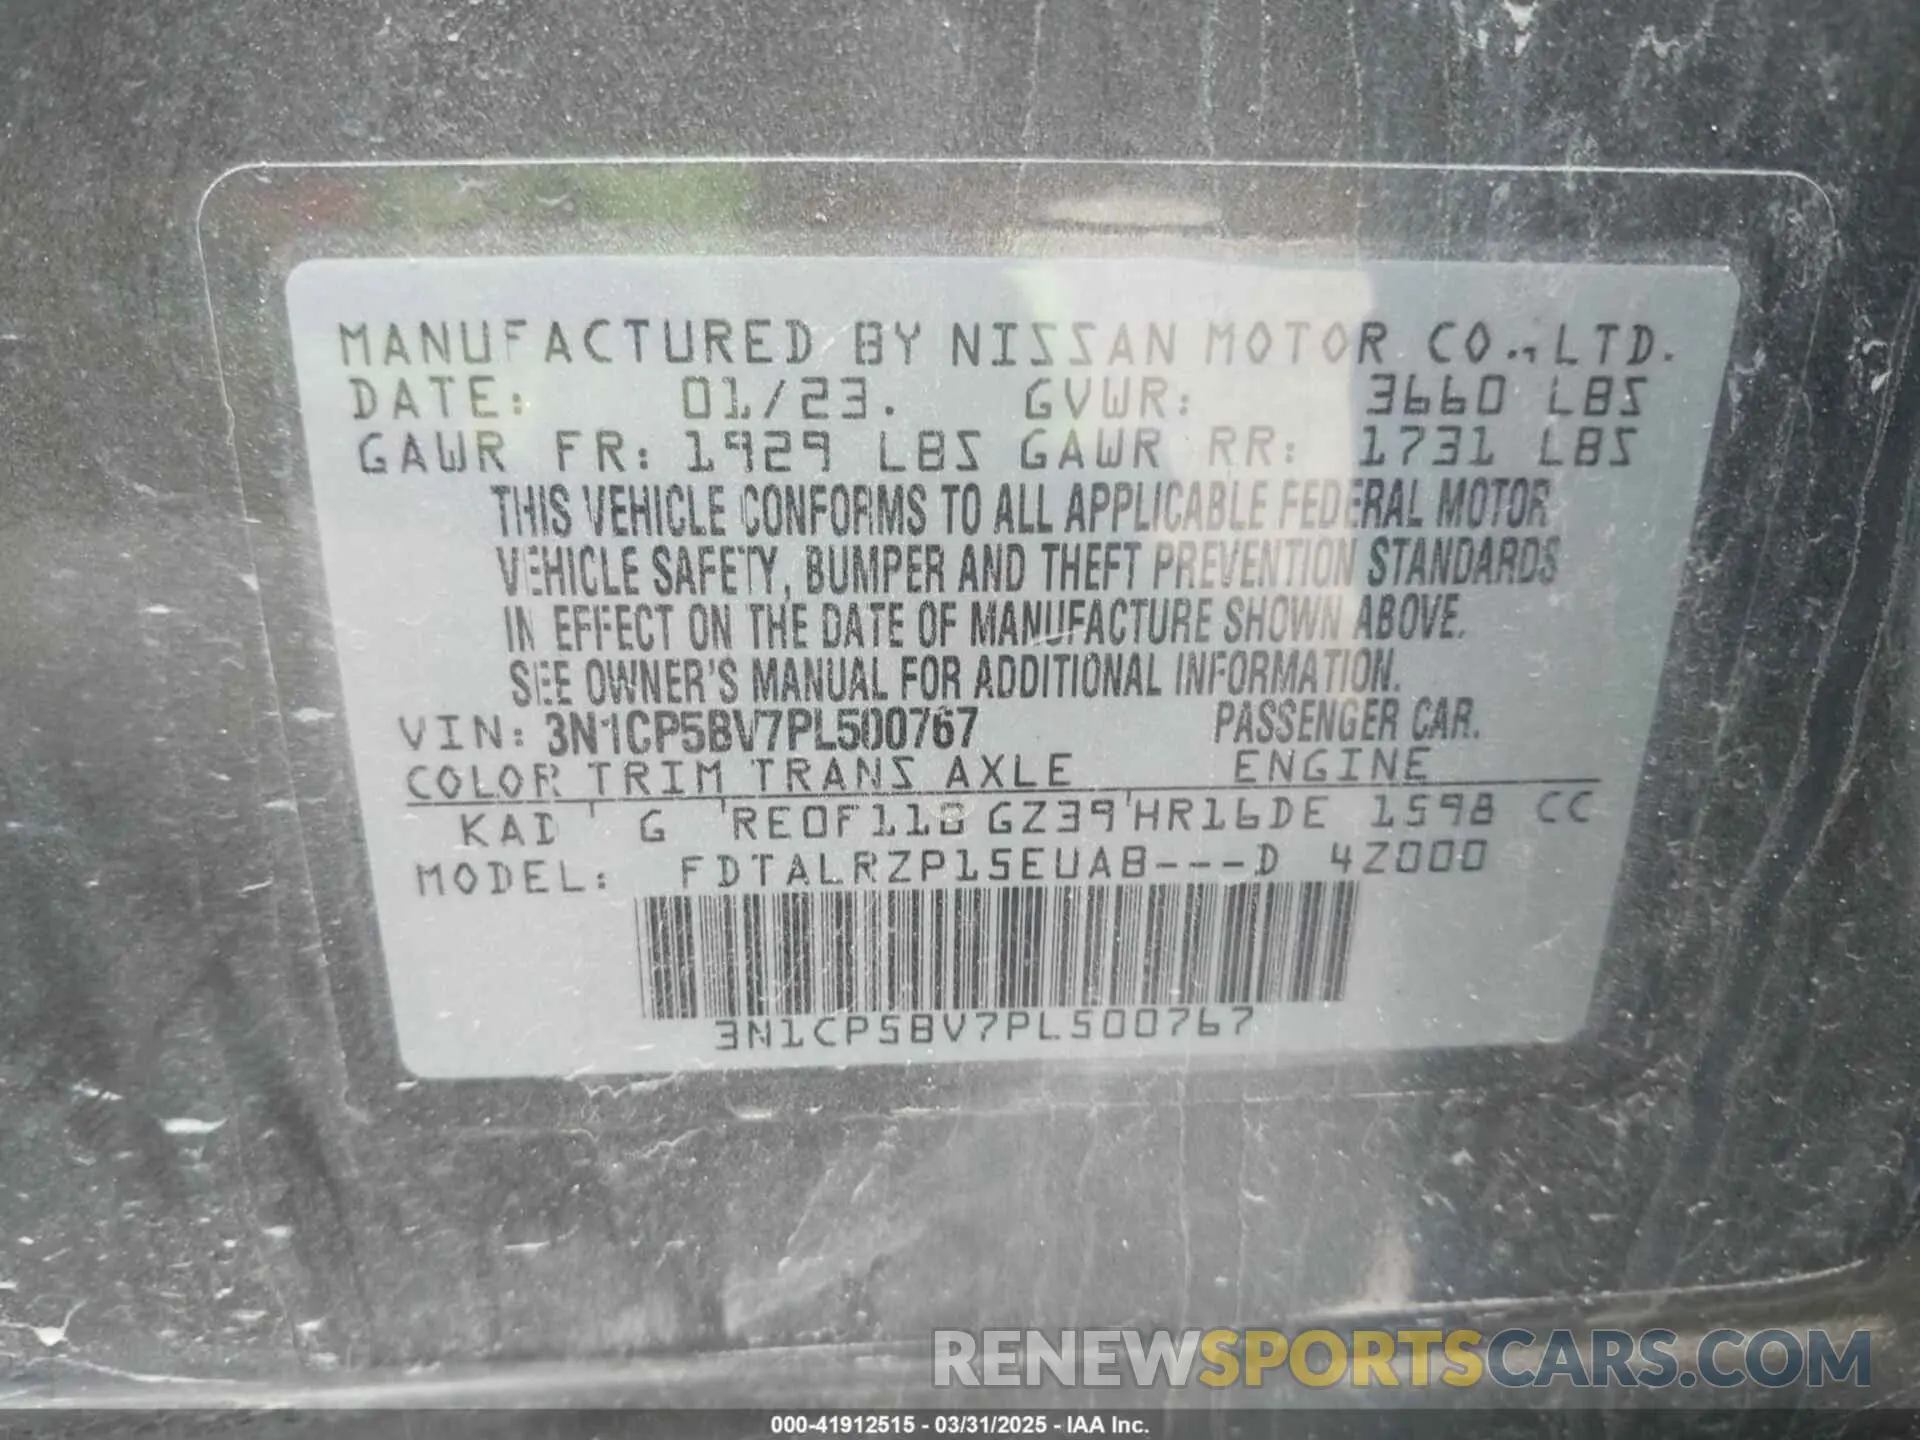 MANUFACTURED BY NISSAN MOTOR CO., LTD.
DATE: 01/23. GVWR: 3660 LBS
GAWR FR: 1929 LBS GAWR RR: 1731 LBS
THIS VEHICLE CONFORMS TO ALL APPLICABLE FEDERAL MOTOR
VEHICLE SAFETY, BUMPER AND THEFT PREVENTION STANDARDS
IN EFFECT ON THE DATE OF MANUFACTURE SHOWN ABOVE.
SEE OWNER'S MANUAL FOR ADDITIONAL INFORMATION.
VIN: 3N1CP5BV7PL500767 PASSENGER CAR.
COLOR TRIM TRANS AXLE ENGINE
KAD G RE0F11B GZ39 HR16DE 1598 CC
MODEL: FDTALRZP15EUAB---D 4Z000
3N1CP5BV7PL500767
RENEWSPORTSCARS.COM
000-41912515 - 03/31/2025 - IAA Inc.